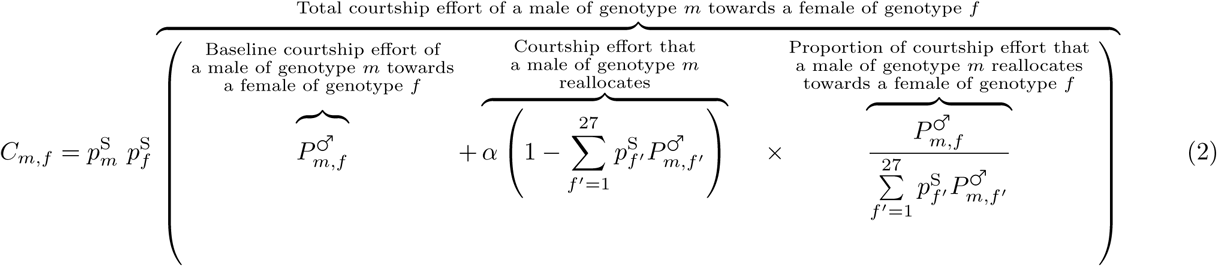 Total courtship effort of a male of genotype m towards a female of genotype f
Baseline courtship effort of
a male of genotype m towards
a female of genotype f
Courtship effort that
a male of genotype m
reallocates
Proportion of courtship effort that
a male of genotype m reallocates
towards a female of genotype f
C_{m,f} = p_m^S p_f^S ( P_{m,f}^♂ + α ( 1 − \sum_{f′=1}^{27} p_{f′}^S P_{m,f′}^♂ ) × \frac{P_{m,f}^♂}{\sum_{f′=1}^{27} p_{f′}^S P_{m,f′}^♂} ) (2)